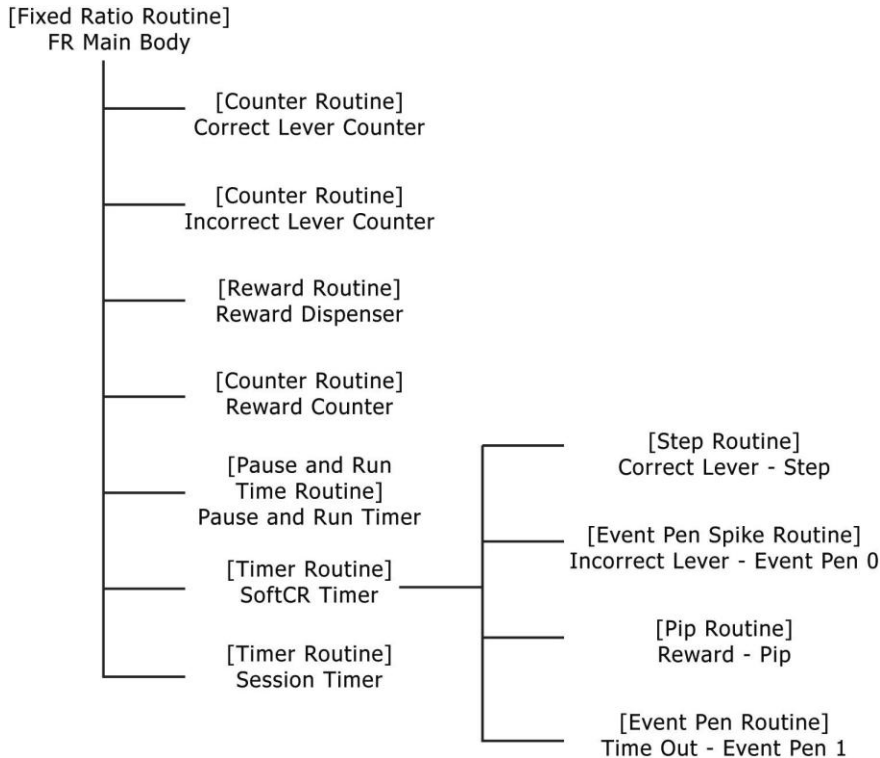 [Fixed Ratio Routine]
FR Main Body
[Counter Routine]
Correct Lever Counter
[Counter Routine]
Incorrect Lever Counter
[Reward Routine]
Reward Dispenser
[Counter Routine]
Reward Counter
[Pause and Run
Time Routine]
Pause and Run Timer
[Timer Routine]
SoftCR Timer
[Timer Routine]
Session Timer
[Step Routine]
Correct Lever - Step
[Event Pen Spike Routine]
Incorrect Lever - Event Pen 0
[Pip Routine]
Reward - Pip
[Event Pen Routine]
Time Out - Event Pen 1